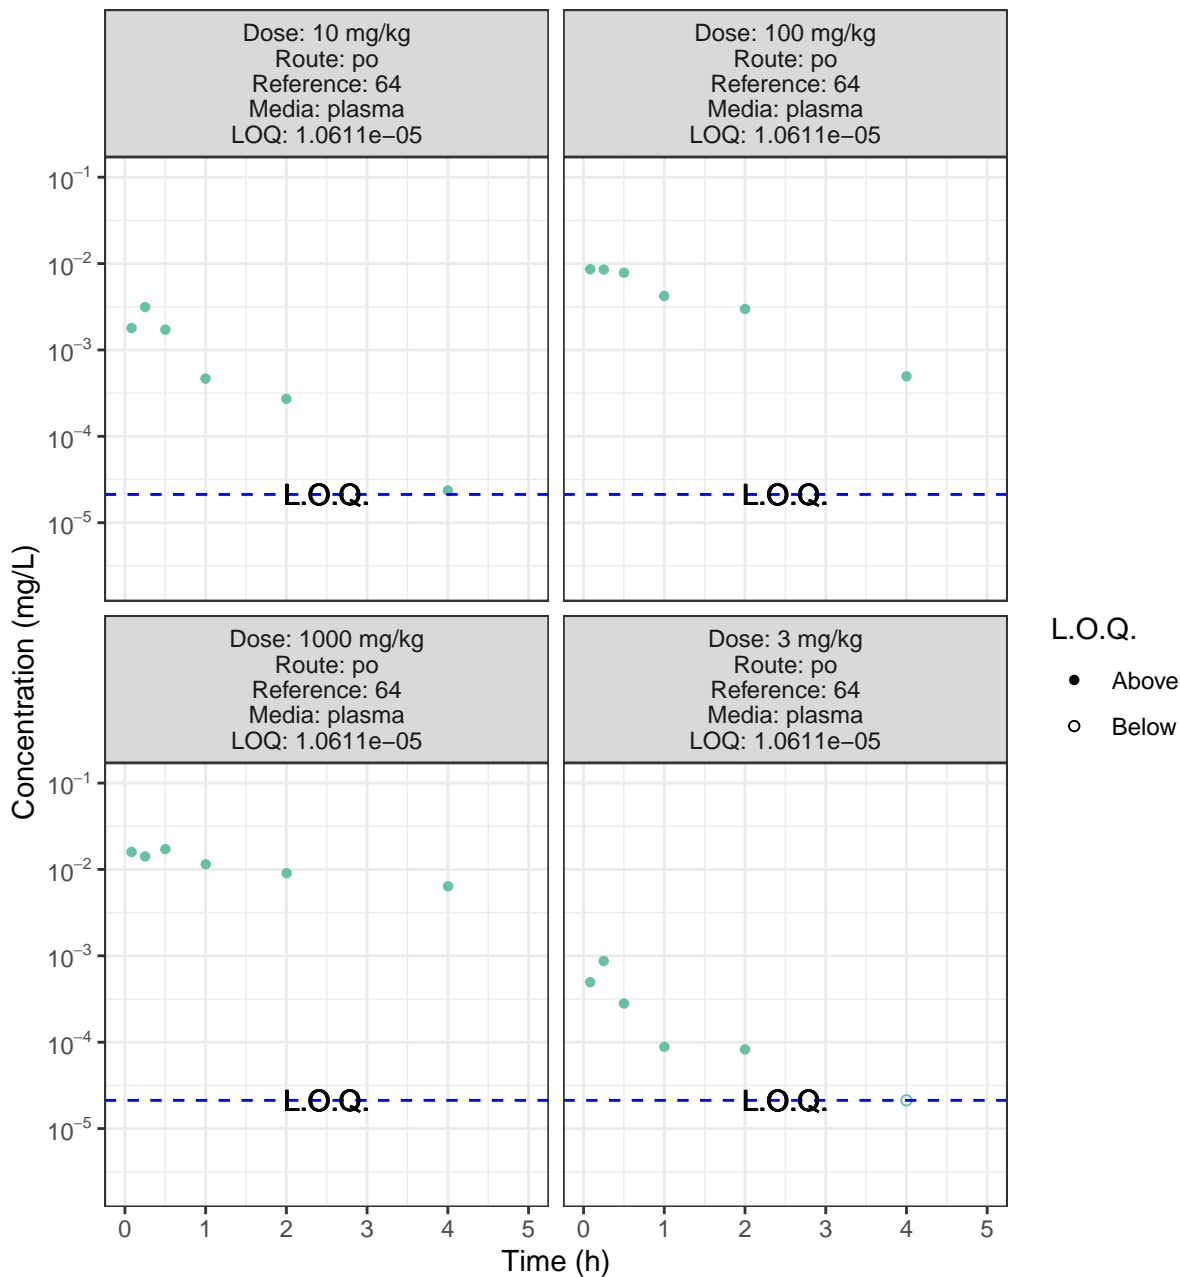 Dose: 10 mg/kg
Route: po
Reference: 64
Media: plasma
LOQ: 1.0611e−05
Dose: 100 mg/kg
Route: po
Reference: 64
Media: plasma
LOQ: 1.0611e−05
10⁻¹
10⁻²
10⁻³
10⁻⁴
10⁻⁵
L.O.Q.
L.O.Q.
Dose: 1000 mg/kg
Route: po
Reference: 64
Media: plasma
LOQ: 1.0611e−05
Dose: 3 mg/kg
Route: po
Reference: 64
Media: plasma
LOQ: 1.0611e−05
10⁻¹
10⁻²
10⁻³
10⁻⁴
10⁻⁵
L.O.Q.
L.O.Q.
0 1 2 3 4 5
0 1 2 3 4 5
Time (h)
Concentration (mg/L)
L.O.Q.
Above
Below